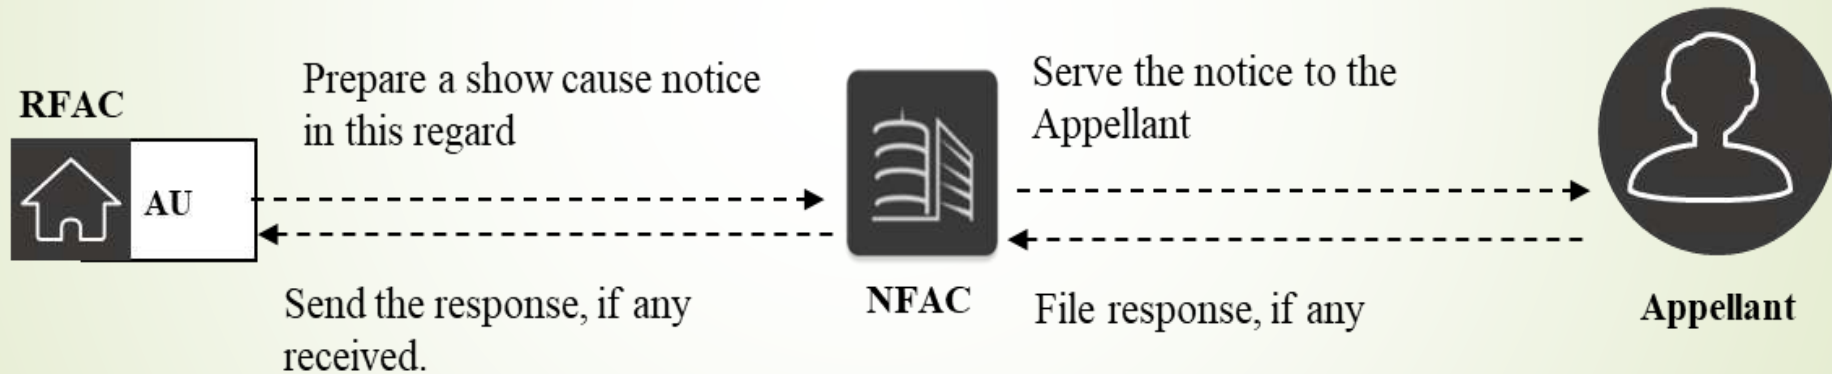 RFAC
AU
Prepare a show cause notice
in this regard
Serve the notice to the
Appellant
Send the response, if any
received.
NFAC
File response, if any
Appellant